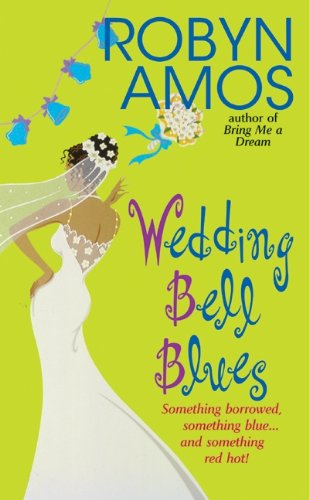 ROBYN
AMOS
author of
Bring Me a
Dream
Wedding
Bell
Blues
Something borrowed,
something blue...
and something
red hot!